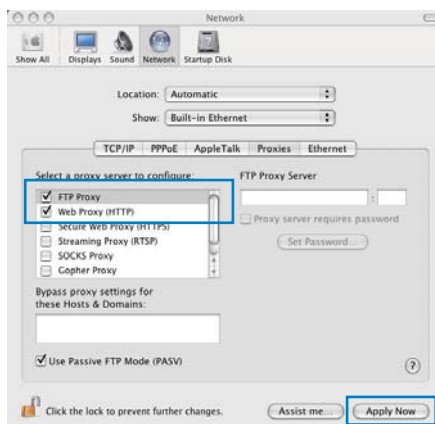 Network
Show All Displays Sound Network Startup Disk
Location: Automatic
Show: Built-in Ethernet
TCP/IP PPPoE AppleTalk Proxies Ethernet
Select a proxy server to configure:
FTP Proxy Server
FTP Proxy
:
Web Proxy (HTTP)
Proxy server requires password
Secure Web Proxy (HTTPS)
Streaming Proxy (RTSP)
Set Password...
SOCKS Proxy
Gopher Proxy
Bypass proxy settings for
these Hosts & Domains:
Use Passive FTP Mode (PASV)
?
Click the lock to prevent further changes.
Assist me...
Apply Now